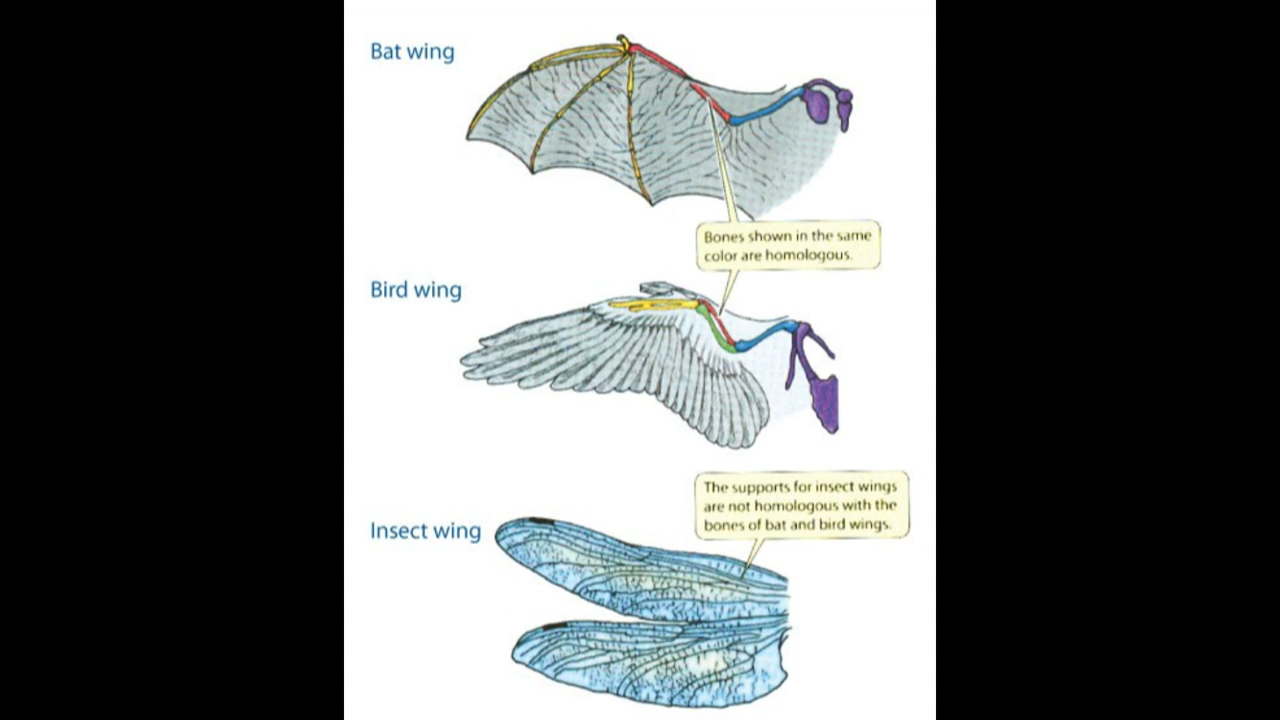 Bat wing
Bones shown in the same
color are homologous.
Bird wing
The supports for insect wings
are not homologous with the
bones of bat and bird wings.
Insect wing